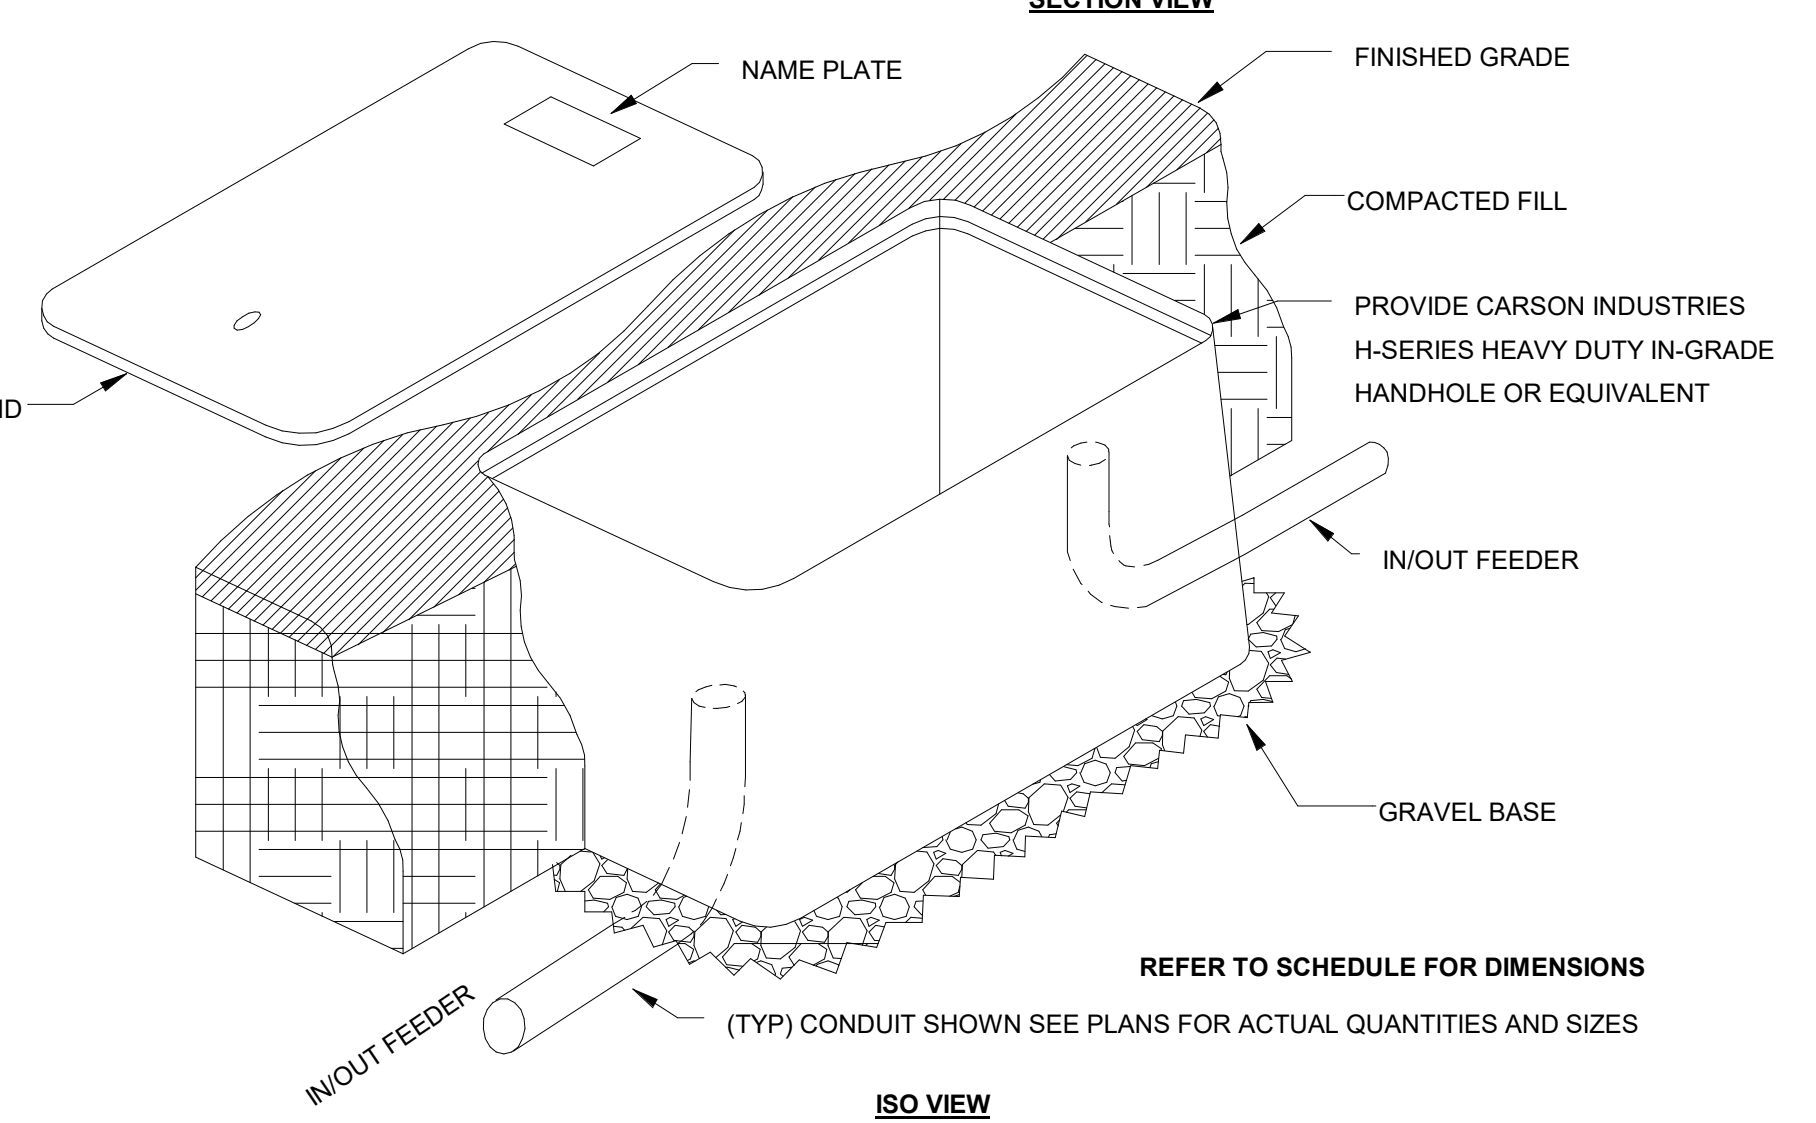 SECTION VIEW
NAME PLATE
FINISHED GRADE
COMPACTED FILL
PROVIDE CARSON INDUSTRIES
H-SERIES HEAVY DUTY IN-GRADE
HANDHOLE OR EQUIVALENT
IN/OUT FEEDER
GRAVEL BASE
REFER TO SCHEDULE FOR DIMENSIONS
(TYP) CONDUIT SHOWN SEE PLANS FOR ACTUAL QUANTITIES AND SIZES
IN/OUT FEEDER
ISO VIEW